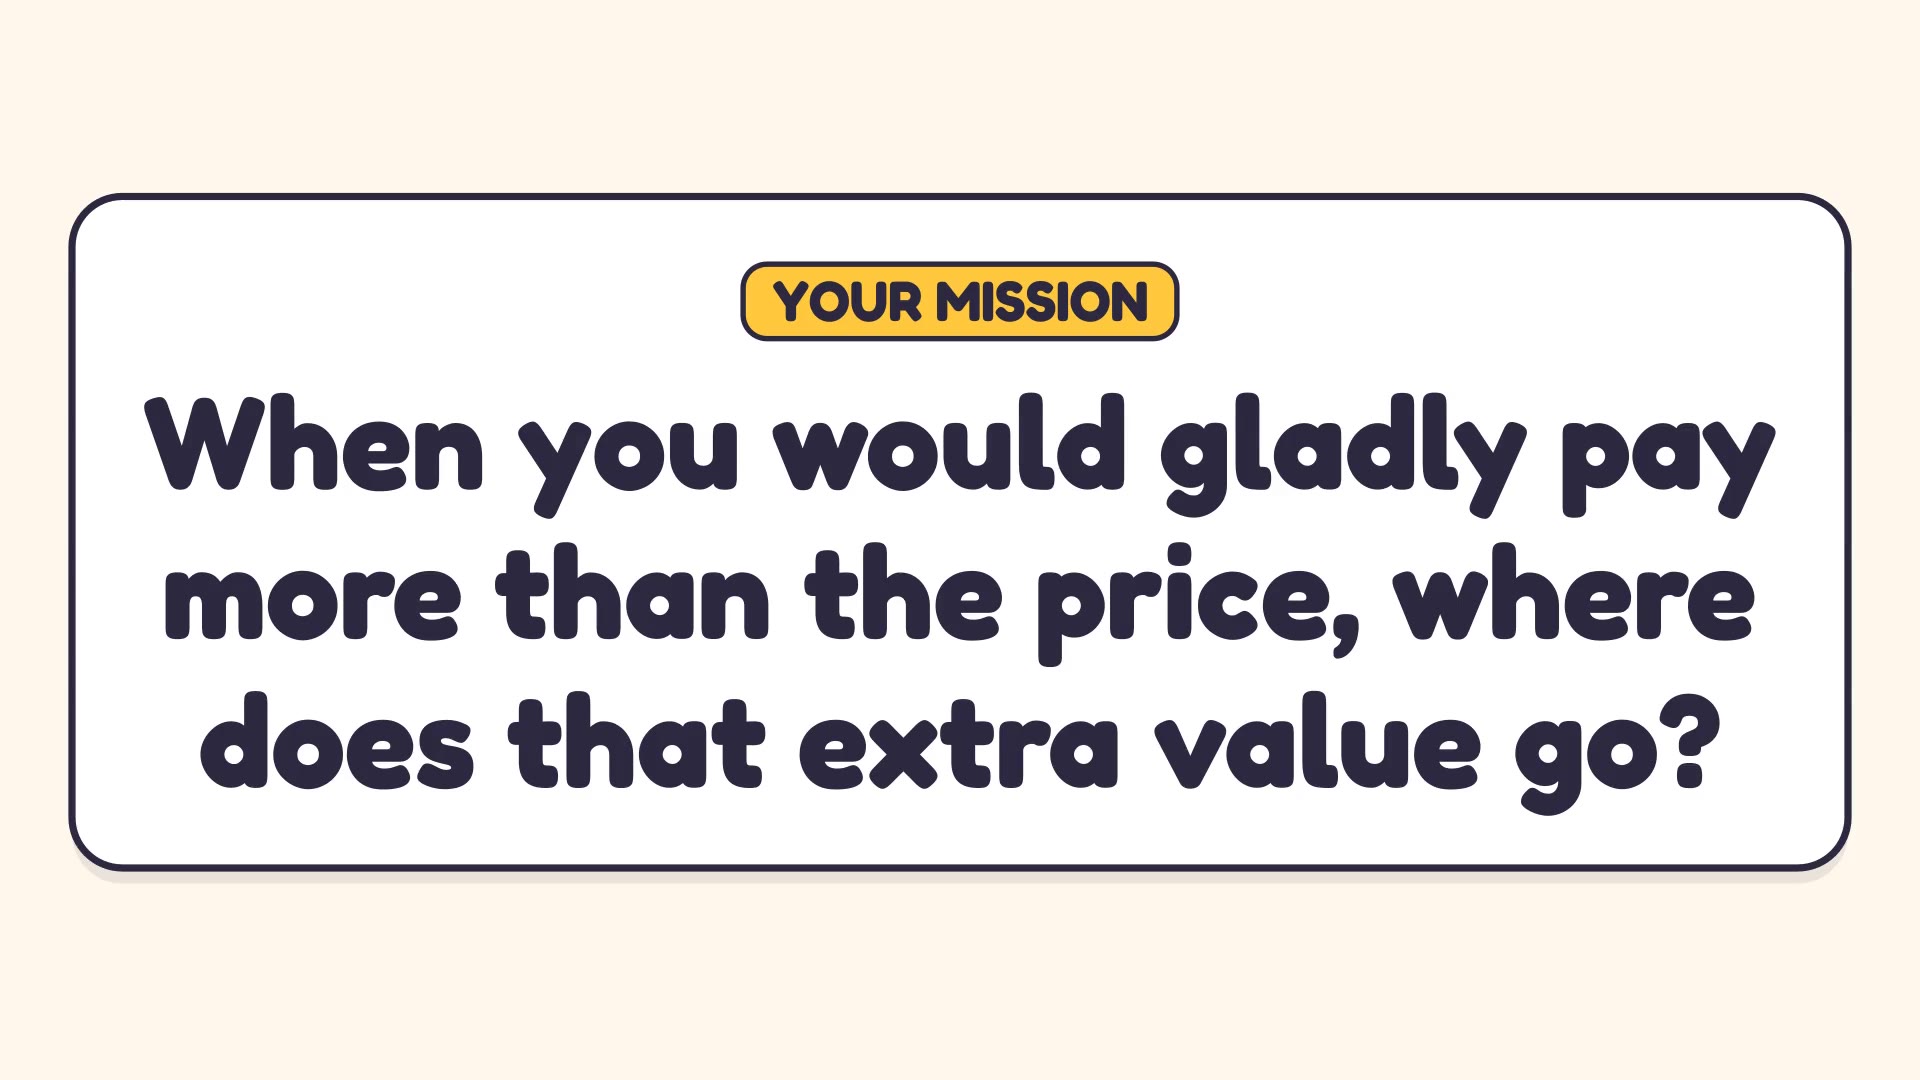 YOUR MISSION
When you would gladly pay
more than the price, where
does that extra value go?